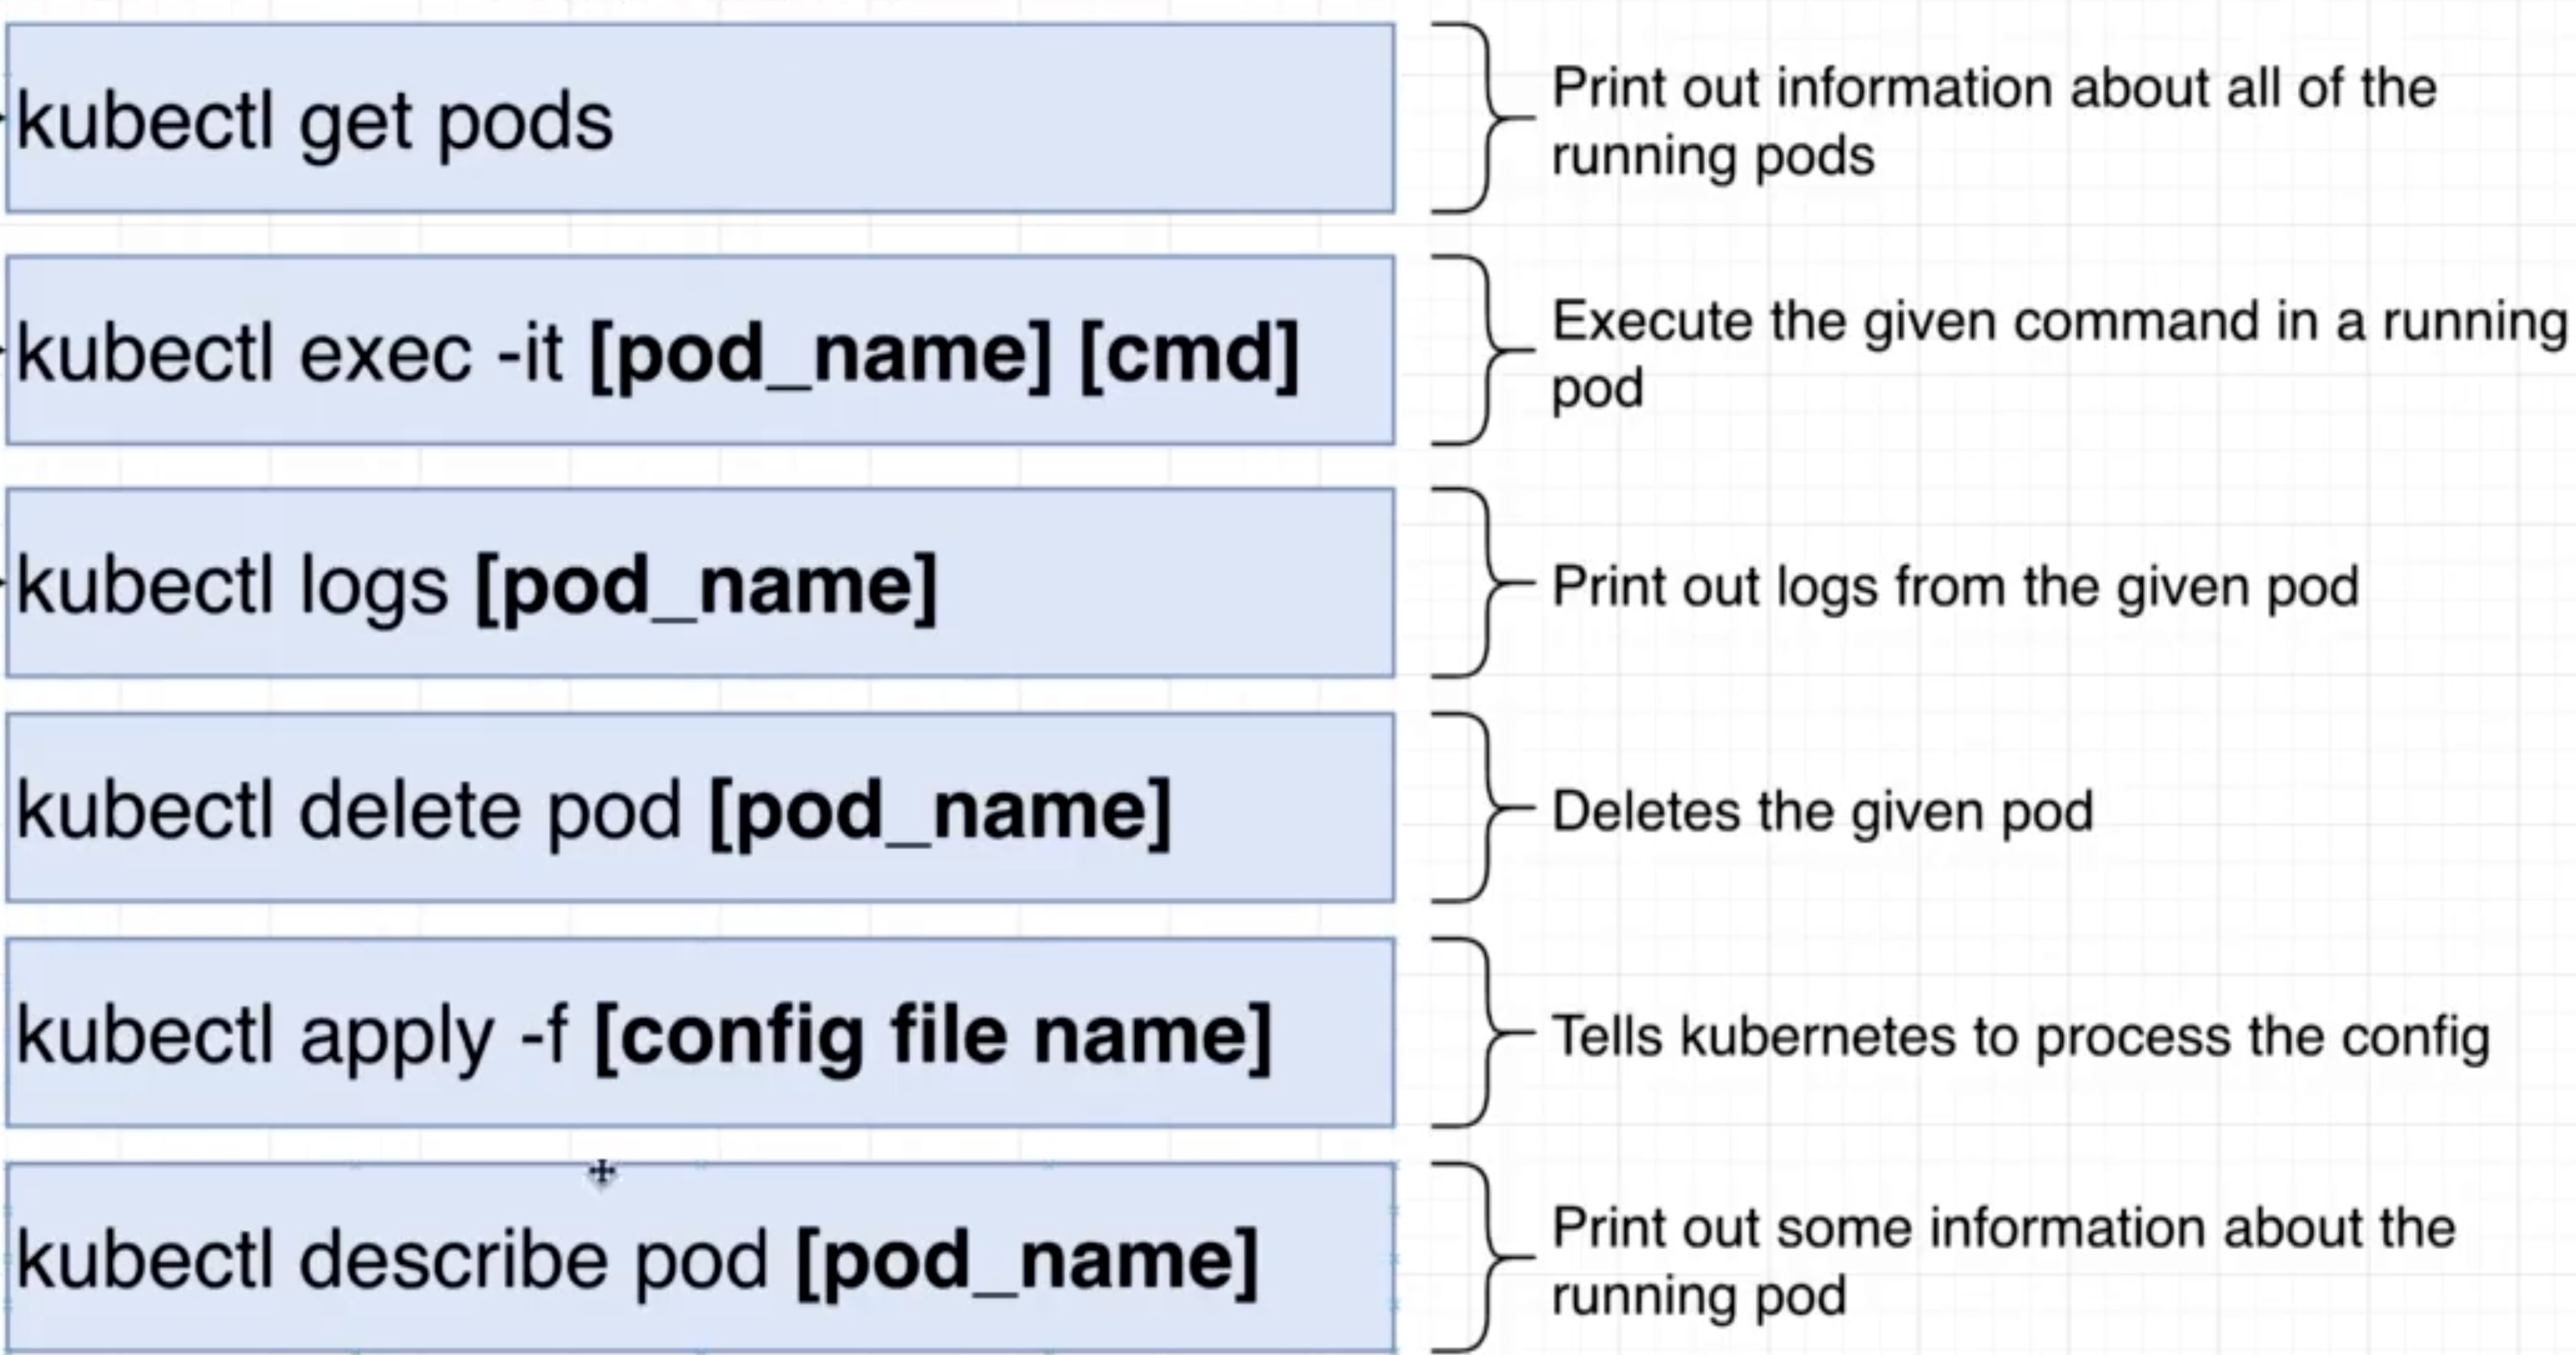 kubectl get pods
Print out information about all of the
running pods
kubectl exec -it [pod_name] [cmd]
Execute the given command in a running
pod
kubectl logs [pod_name]
Print out logs from the given pod
kubectl delete pod [pod_name]
Deletes the given pod
kubectl apply -f [config file name]
Tells kubernetes to process the config
kubectl describe pod [pod_name]
Print out some information about the
running pod